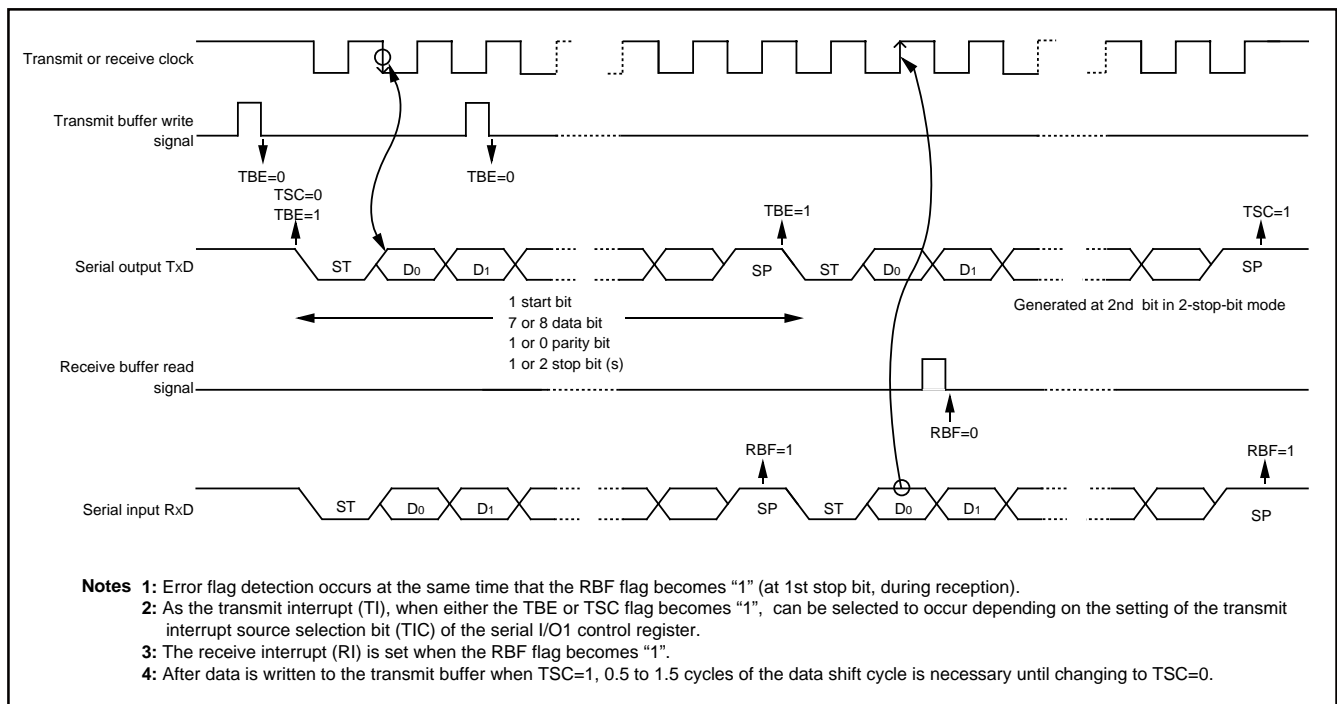 Transmit or receive clock
Transmit buffer write
signal
TBE=0
TBE=0
TSC=0
TBE=1
TBE=1
TSC=1
Serial output TxD
ST
D0
D1
SP
ST
D0
D1
SP
1 start bit
7 or 8 data bit
1 or 0 parity bit
1 or 2 stop bit (s)
Generated at 2nd bit in 2-stop-bit mode
Receive buffer read
signal
RBF=0
RBF=1
RBF=1
Serial input RxD
ST
D0
D1
SP
ST
D0
D1
SP
Notes 1: Error flag detection occurs at the same time that the RBF flag becomes “1” (at 1st stop bit, during reception).
2: As the transmit interrupt (TI), when either the TBE or TSC flag becomes “1”, can be selected to occur depending on the setting of the transmit
interrupt source selection bit (TIC) of the serial I/O1 control register.
3: The receive interrupt (RI) is set when the RBF flag becomes “1”.
4: After data is written to the transmit buffer when TSC=1, 0.5 to 1.5 cycles of the data shift cycle is necessary until changing to TSC=0.